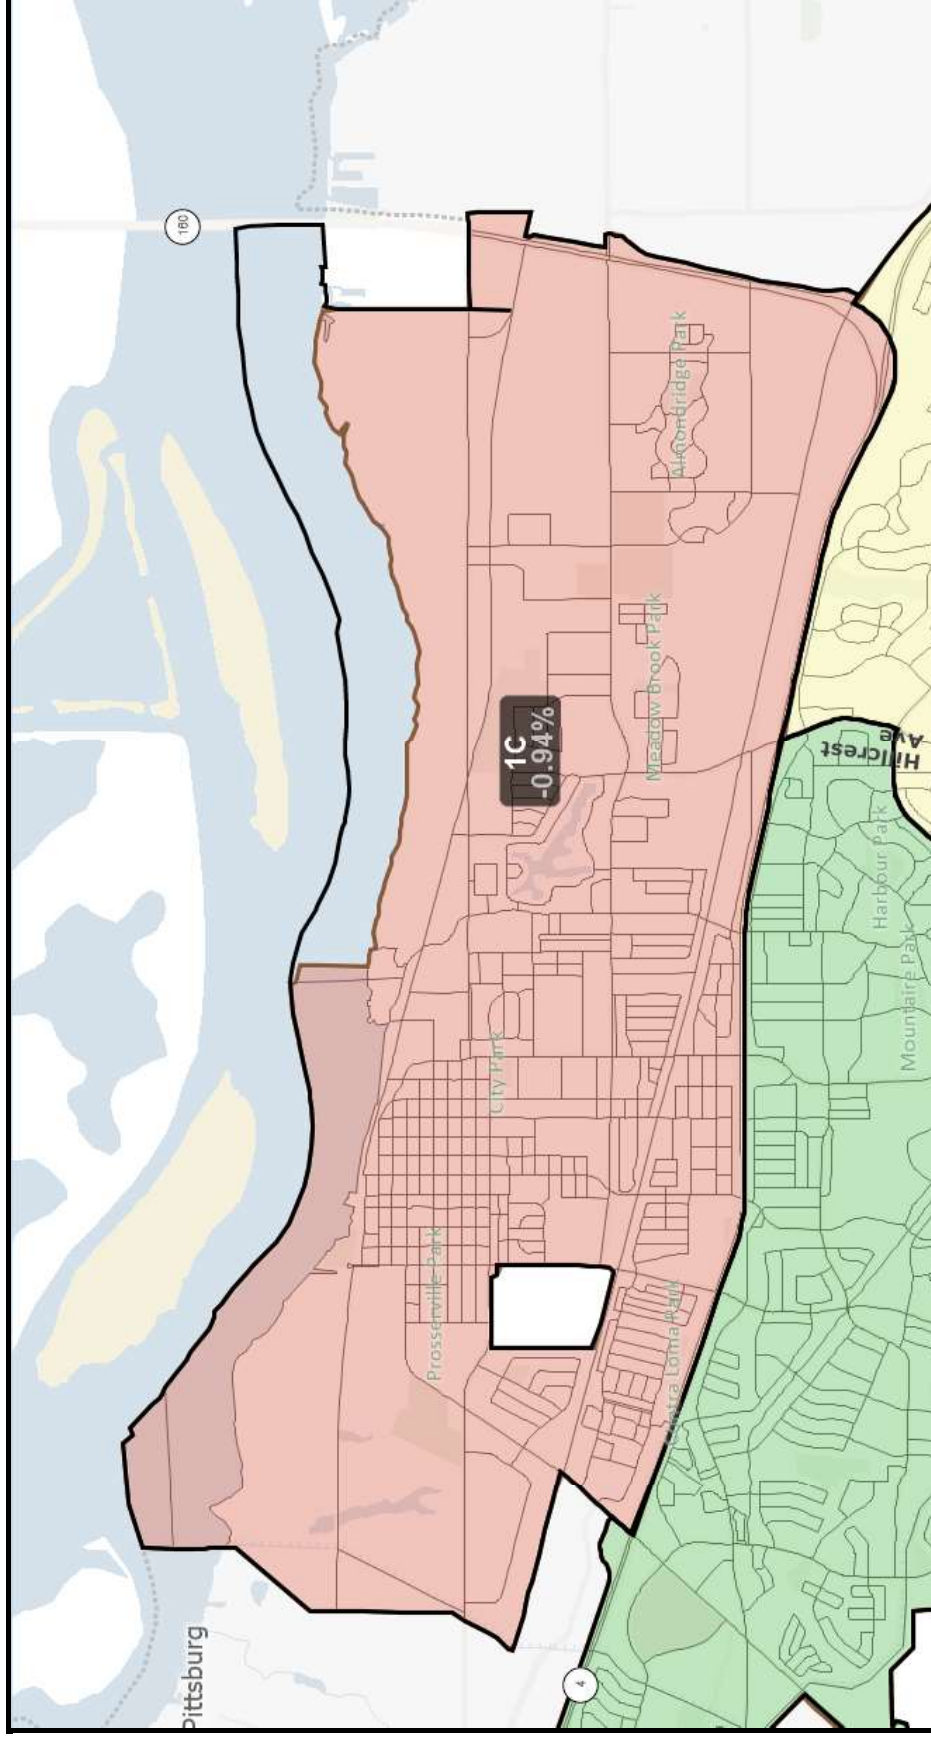 160
Almondridge Park
Meadow Brook Park
1C
-0.94%
Hillcrest
Ave
Harbour Park
Mountaire Park
City Park
Prosserville Park
Contra Loma Park
Pittsburg
4